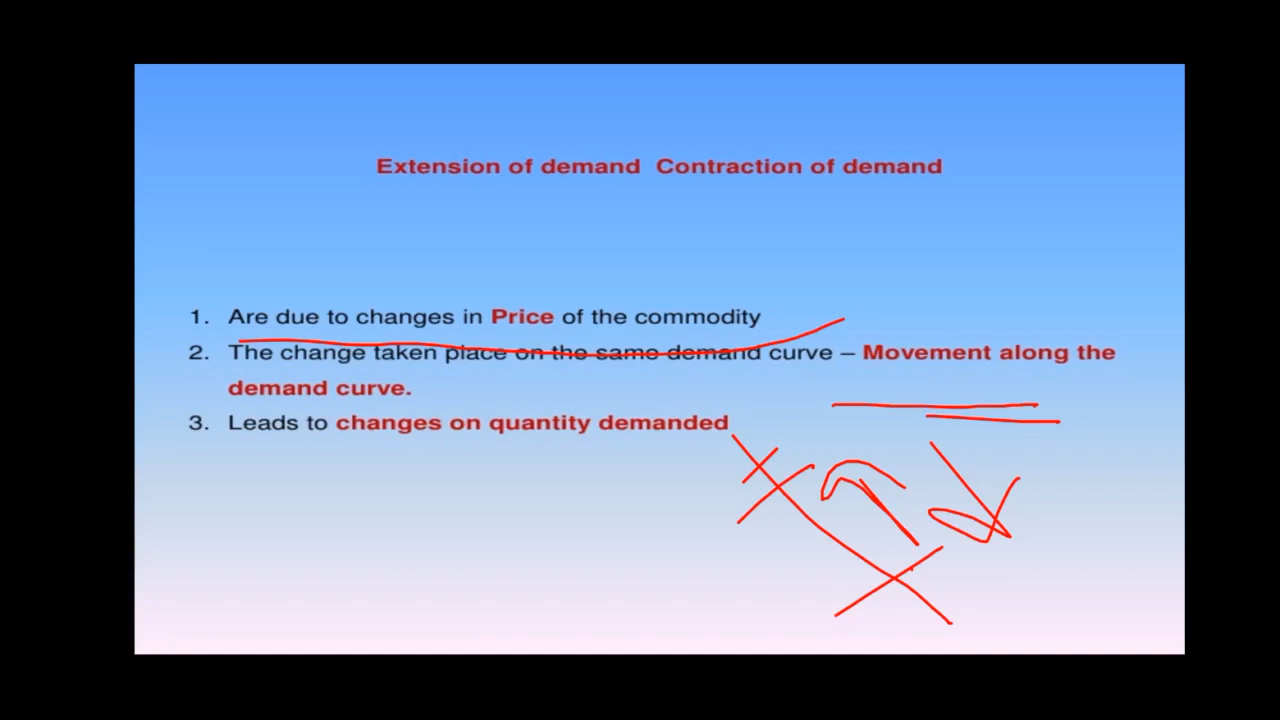 Extension of demand Contraction of demand
1. Are due to changes in Price of the commodity
2. The change taken place on the same demand curve – Movement along the
demand curve.
3. Leads to changes on quantity demanded